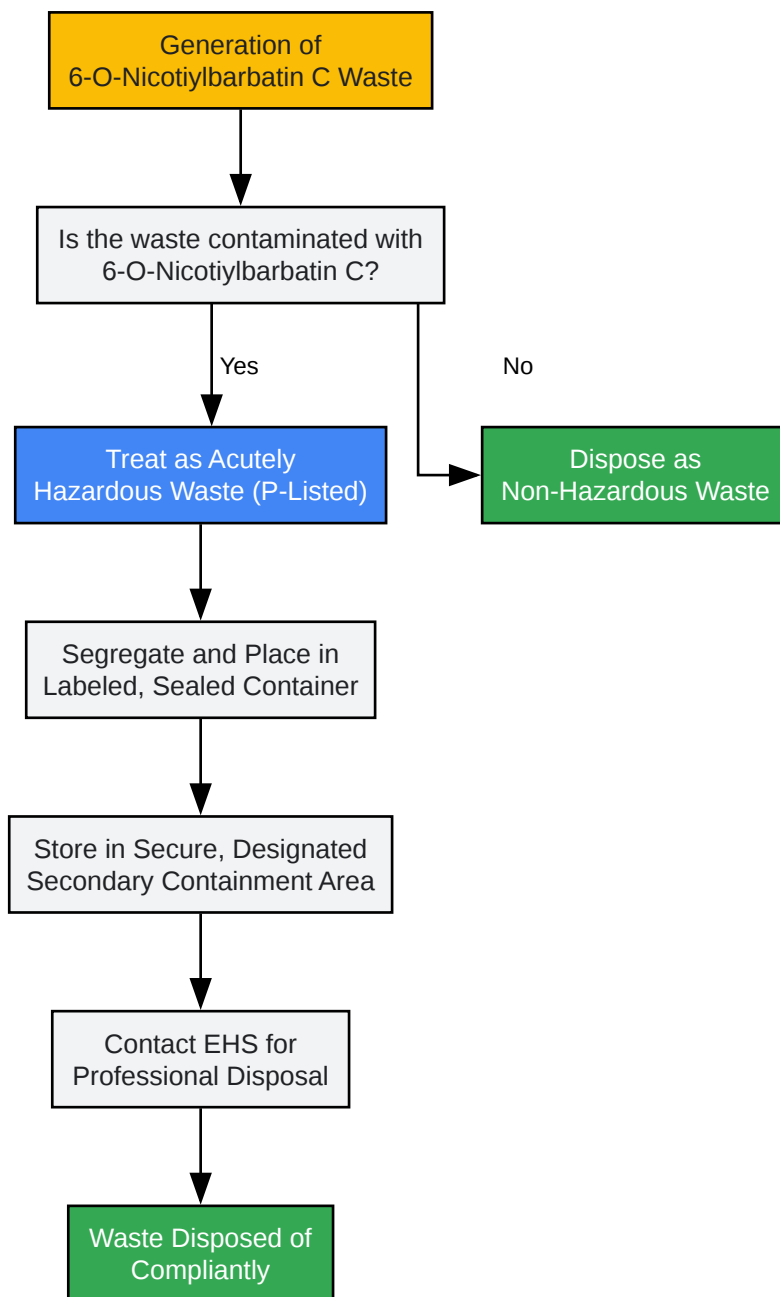 Generation of
6-O-Nicotiylbarbatin C Waste
Is the waste contaminated with
6-O-Nicotiylbarbatin C?
Yes
No
Treat as Acutely
Hazardous Waste (P-Listed)
Dispose as
Non-Hazardous Waste
Segregate and Place in
Labeled, Sealed Container
Store in Secure, Designated
Secondary Containment Area
Contact EHS for
Professional Disposal
Waste Disposed of
Compliantly